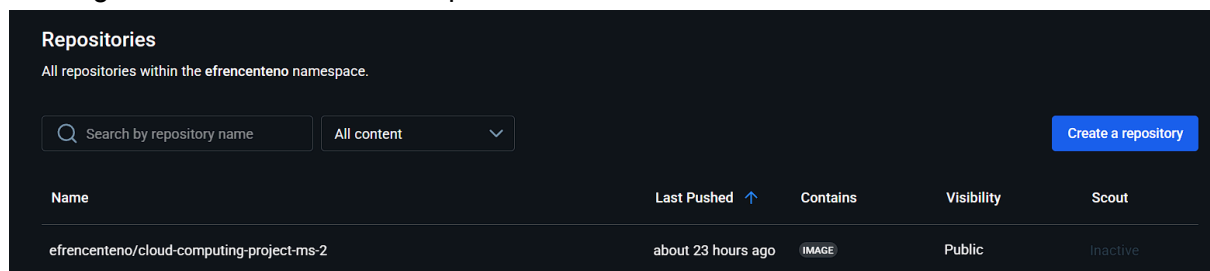 Repositories
All repositories within the efrencenteno namespace.
Search by repository name All content Create a repository
Name Last Pushed Contains Visibility Scout
efrencenteno/cloud-computing-project-ms-2 about 23 hours ago IMAGE Public Inactive